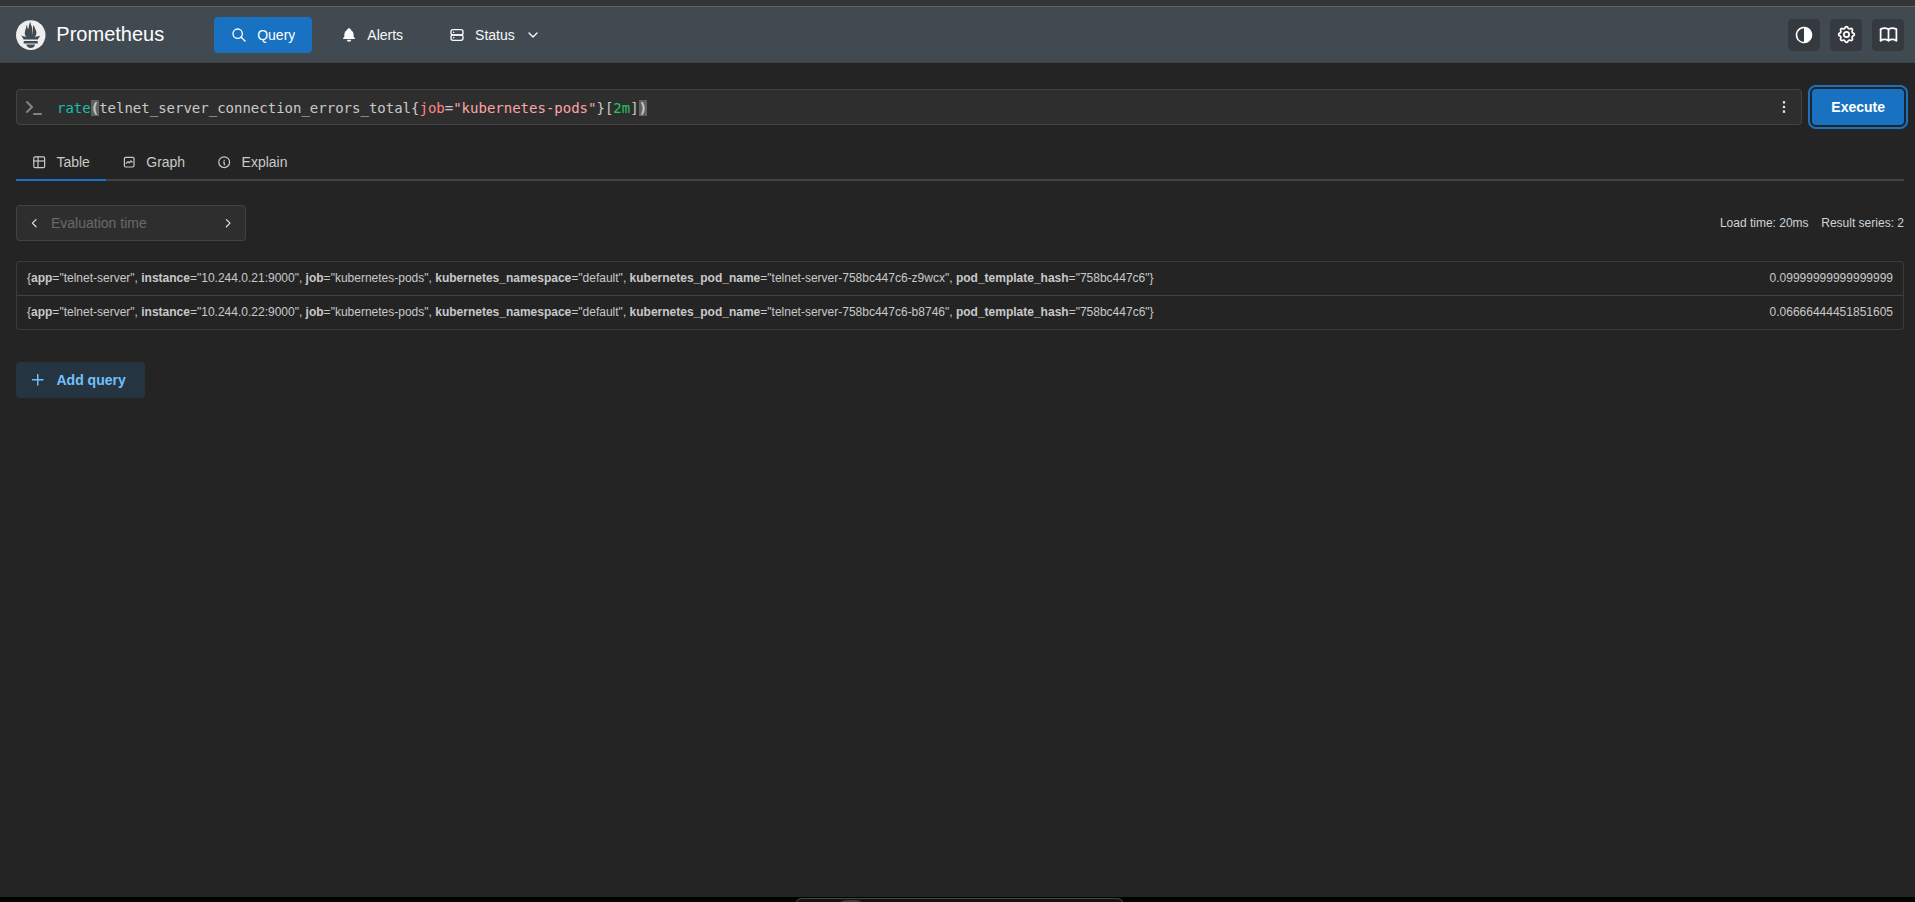 Prometheus Query Alerts Status
>_ rate(telnet_server_connection_errors_total{job="kubernetes-pods"}[2m]) Execute
Table Graph Explain
Evaluation time Load time: 20ms Result series: 2
{app="telnet-server", instance="10.244.0.21:9000", job="kubernetes-pods", kubernetes_namespace="default", kubernetes_pod_name="telnet-server-758bc447c6-z9wcx", pod_template_hash="758bc447c6"} 0.09999999999999999
{app="telnet-server", instance="10.244.0.22:9000", job="kubernetes-pods", kubernetes_namespace="default", kubernetes_pod_name="telnet-server-758bc447c6-b8746", pod_template_hash="758bc447c6"} 0.06666444451851605
Add query